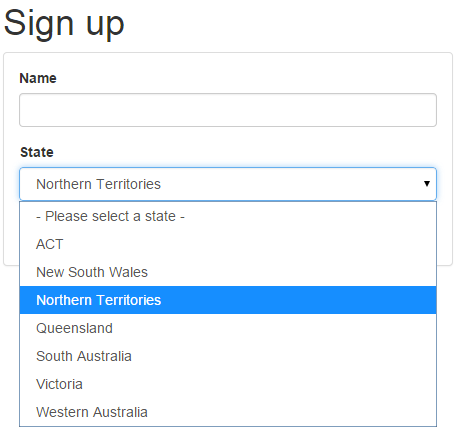 Sign up
Name
State
Northern Territories
- Please select a state -
ACT
New South Wales
Northern Territories
Queensland
South Australia
Victoria
Western Australia